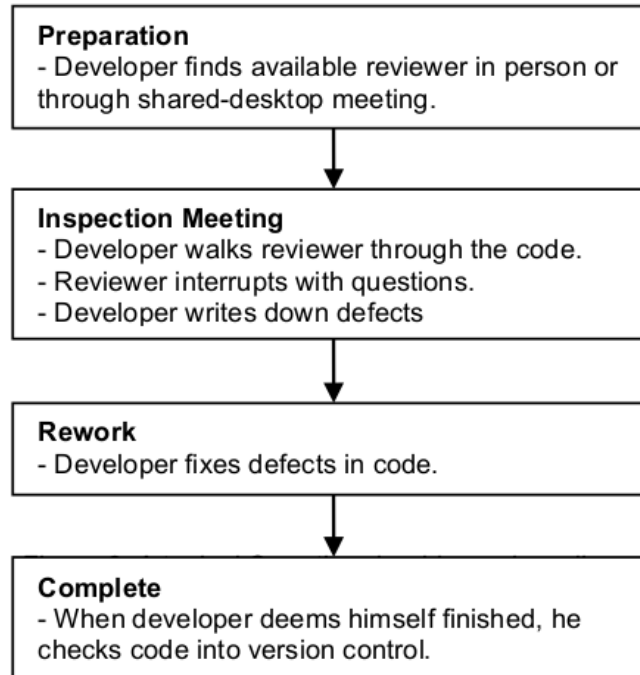 Preparation
- Developer finds available reviewer in person or
through shared-desktop meeting.
Inspection Meeting
- Developer walks reviewer through the code.
- Reviewer interrupts with questions.
- Developer writes down defects
Rework
- Developer fixes defects in code.
Complete
- When developer deems himself finished, he
checks code into version control.